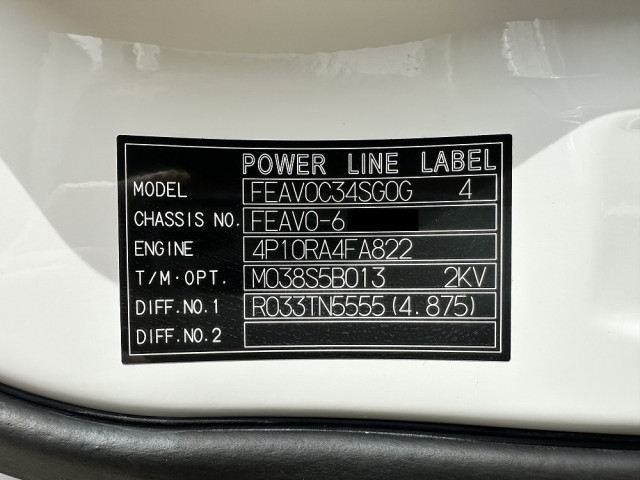 POWER LINE LABEL
MODEL FEAV0C34SG0G 4
CHASSIS NO. FEAV0-6
ENGINE 4P10RA4FA822
T/M·OPT. M038S5B013 2KV
DIFF.NO.1 R033TN5555(4.875)
DIFF.NO.2